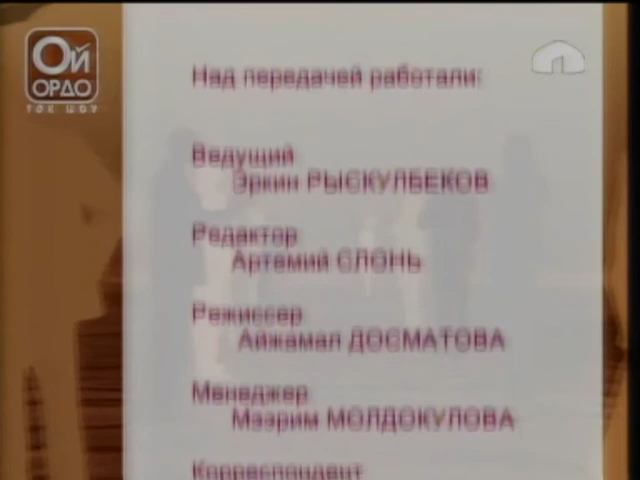 Ой
ОРДО
ТОК ШОУ
Над передачей работали:
Ведущий
Эркин РЫСКУЛБЕКОВ
Редактор
Артемий СЛОНЬ
Режиссер
Айжамал ДОСМАТОВА
Менеджер
Мээрим МОЛДОКУЛОВА
Корреспондент